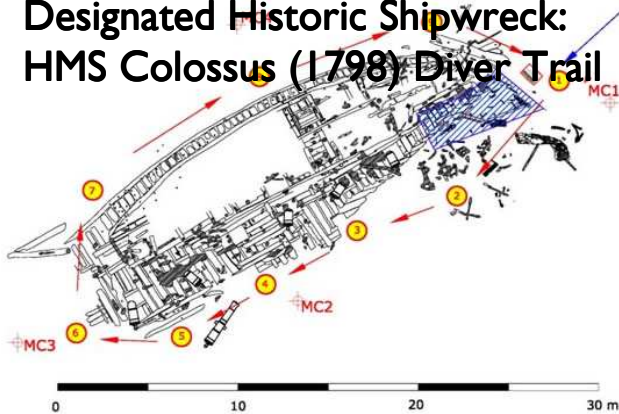 Designated Historic Shipwreck:
HMS Colossus (1798) Diver Trail
1
MC1
2
7
3
4
MC2
5
6
MC3
0 10 20 30 m